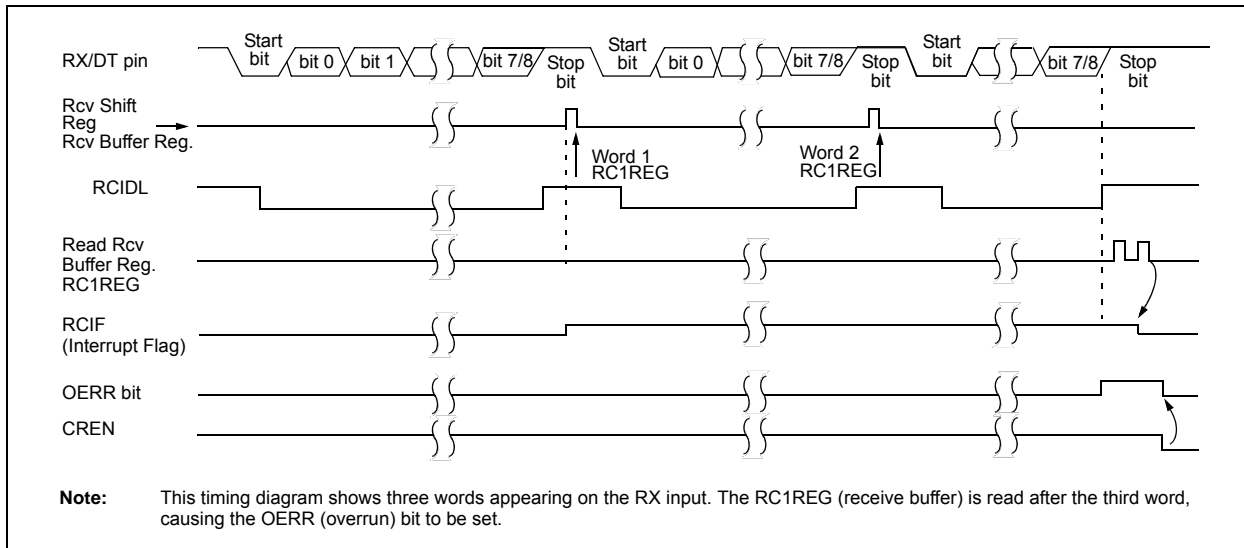 Start bit
bit 0
bit 1
bit 7/8
Stop bit
Start bit
bit 0
bit 7/8
Stop bit
Start bit
bit 7/8
Stop bit
RX/DT pin
Rcv Shift
Reg
Rcv Buffer Reg.
Word 1
RC1REG
Word 2
RC1REG
RCIDL
Read Rcv
Buffer Reg.
RC1REG
RCIF
(Interrupt Flag)
OERR bit
CREN
Note: This timing diagram shows three words appearing on the RX input. The RC1REG (receive buffer) is read after the third word,
causing the OERR (overrun) bit to be set.